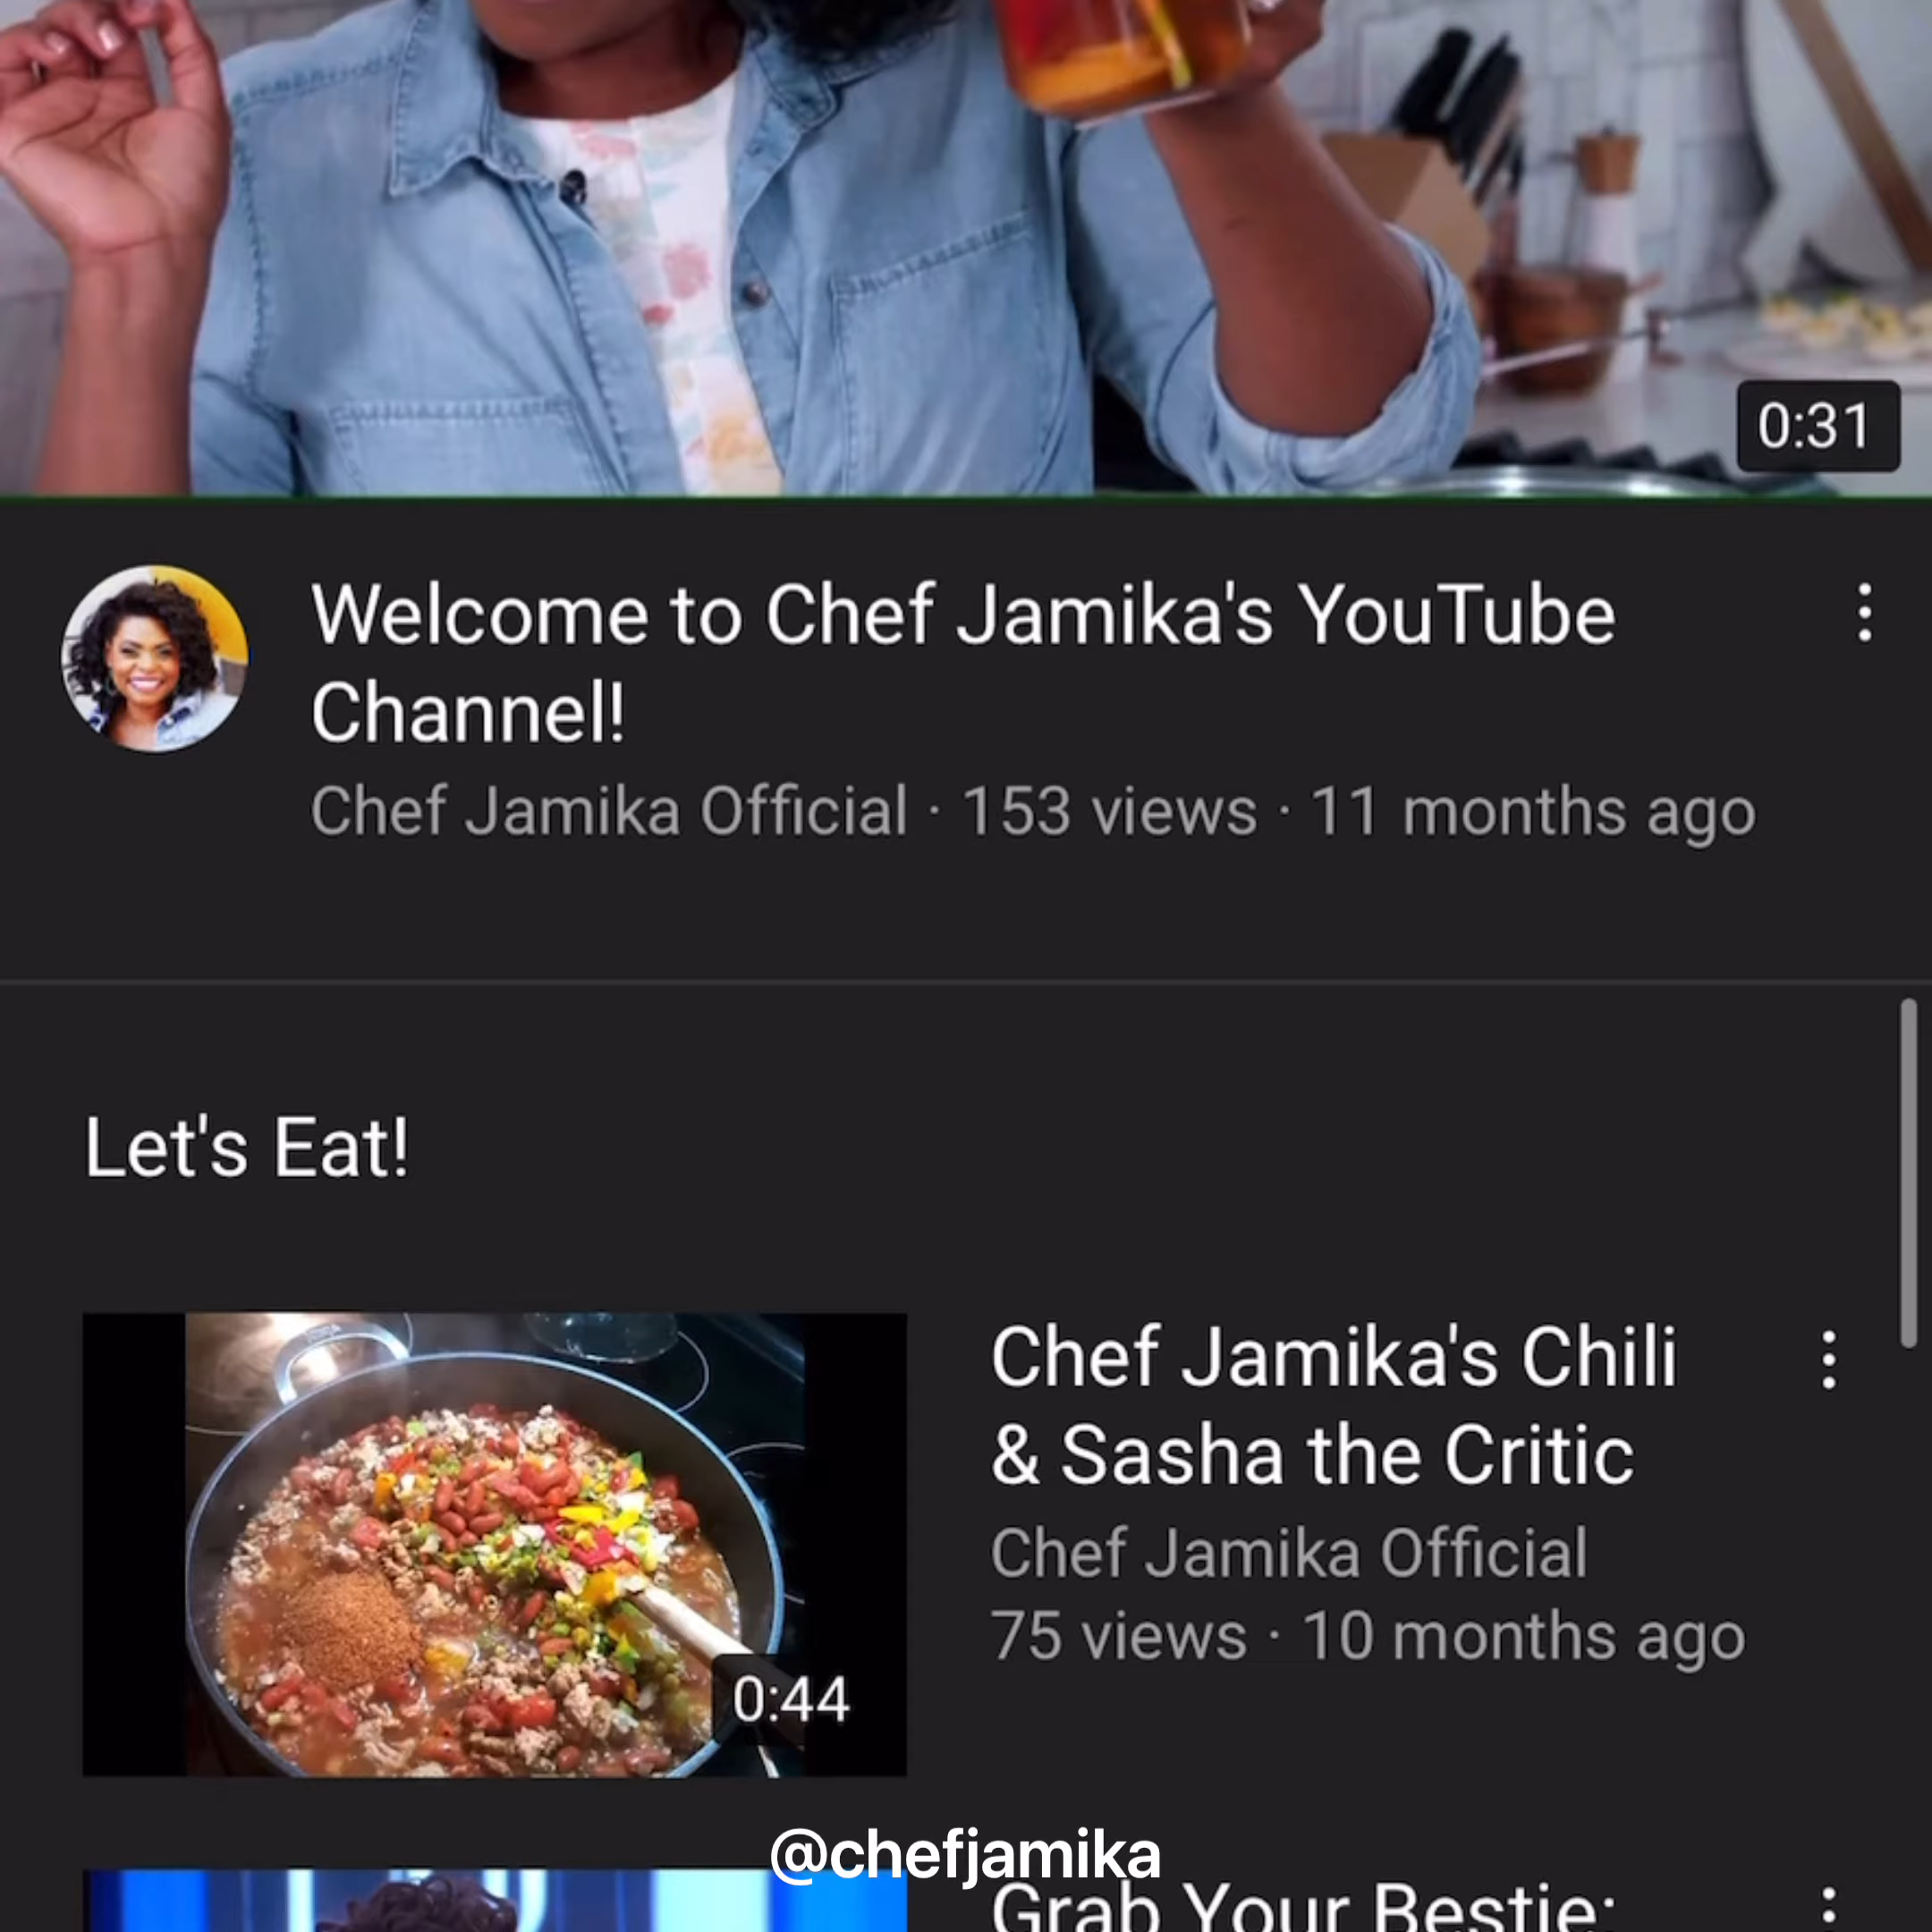 0:31
Welcome to Chef Jamika's YouTube
Channel!
Chef Jamika Official · 153 views · 11 months ago
Let's Eat!
Chef Jamika's Chili
& Sasha the Critic
Chef Jamika Official
75 views · 10 months ago
0:44
@chefjamika
Grab Your Bestie: